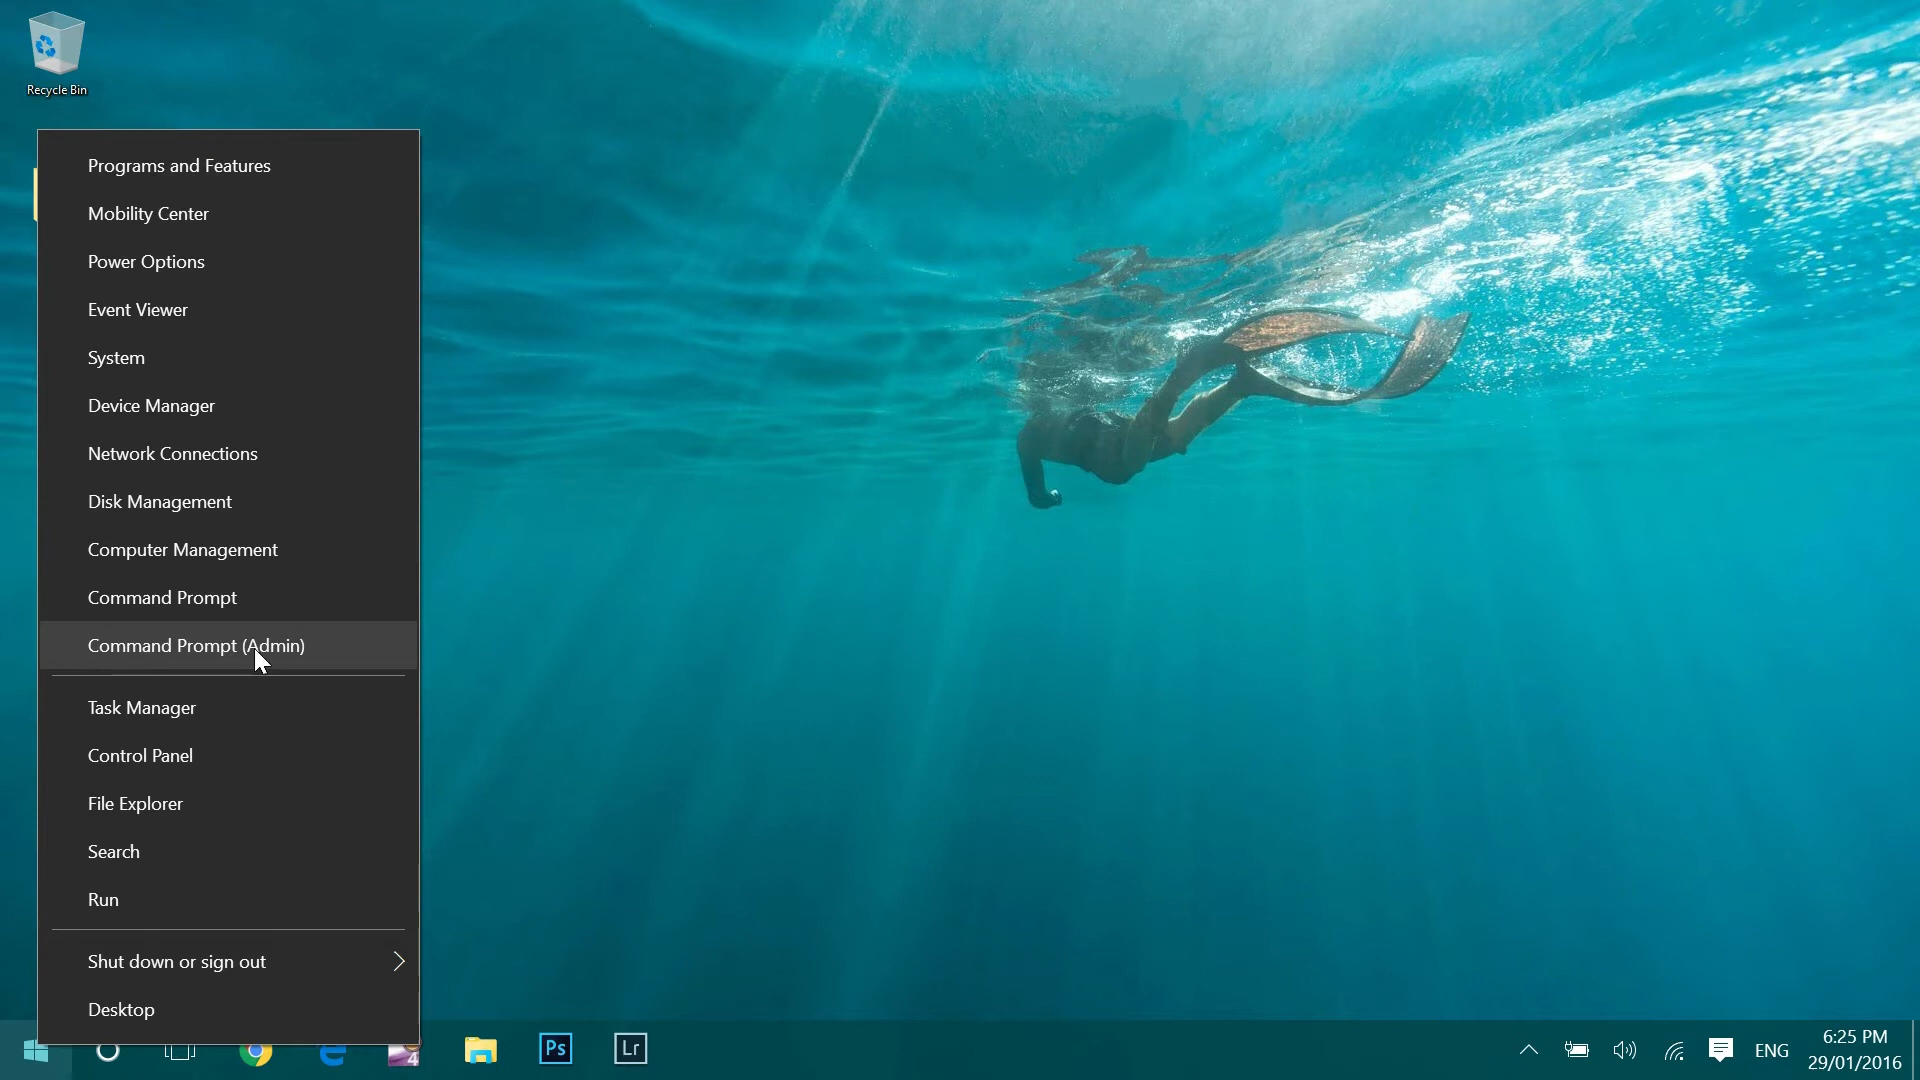 Recycle Bin
Programs and Features
Mobility Center
Power Options
Event Viewer
System
Device Manager
Network Connections
Disk Management
Computer Management
Command Prompt
Command Prompt (Admin)
Task Manager
Control Panel
File Explorer
Search
Run
Shut down or sign out
Desktop
4
Ps
Lr
ENG
6:25 PM
29/01/2016